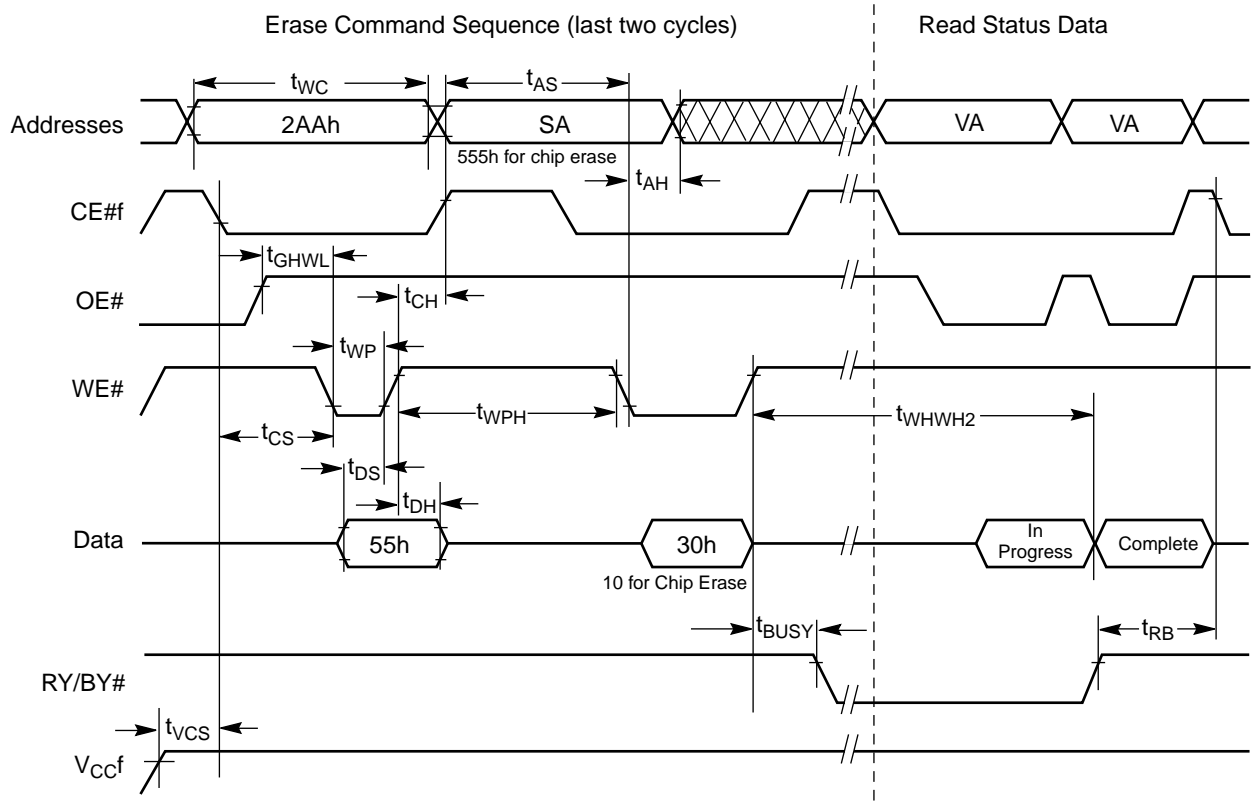 Erase Command Sequence (last two cycles)
Read Status Data
tWC
tAS
Addresses
2AAh
SA
VA
VA
555h for chip erase
tAH
CE#f
tGHWL
OE#
tCH
tWP
WE#
tWPH
tWHWH2
tCS
tDS
tDH
Data
55h
30h
In
Progress
Complete
10 for Chip Erase
tBUSY
tRB
RY/BY#
tVCS
VCCf